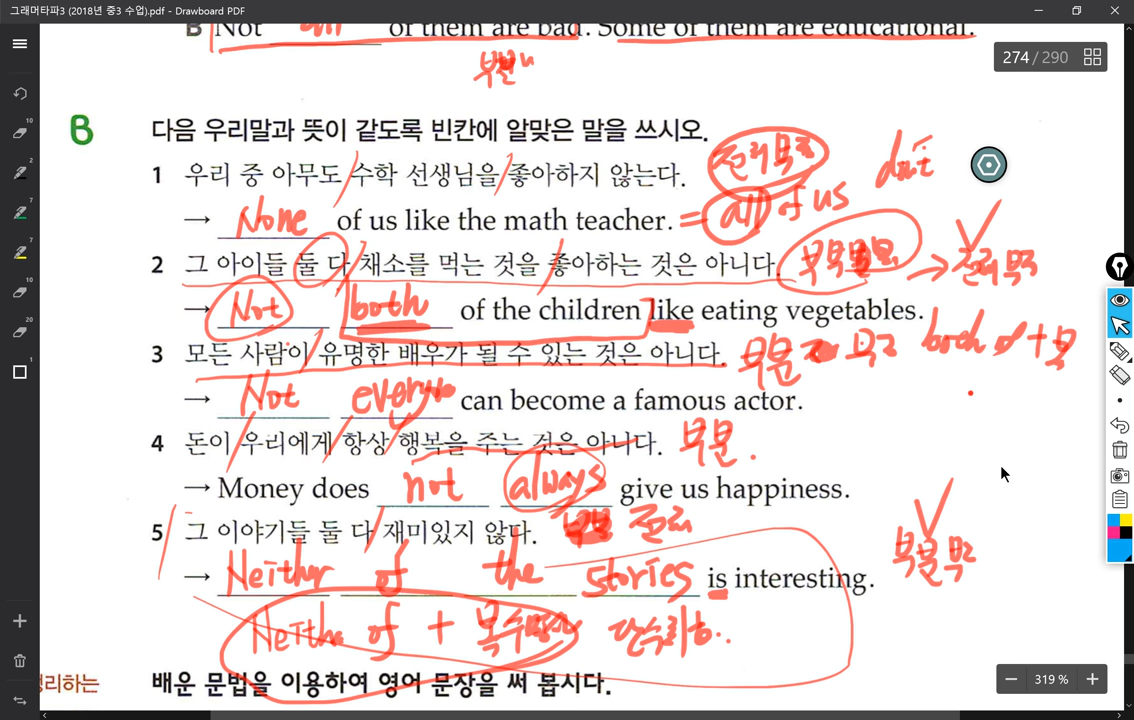 그래머타파3 (2018년 중3 수업).pdf - Drawboard PDF
274 / 290
B Not all of them are bad. Some of them are educational.
부분
B 다음 우리말과 뜻이 같도록 빈칸에 알맞은 말을 쓰시오.
1 우리 중 아무도 / 수학 선생님을 / 좋아하지 않는다. 전체부정
→ None of us like the math teacher. = all of us don't
2 그 아이들 둘 다 / 채소를 먹는 것을 / 좋아하는 것은 아니다. → 전체 부정
→ Not both of the children like eating vegetables.
both of + 복
3 모든 사람이 / 유명한 배우가 될 수 있는 것은 아니다. 부분 부정
→ Not everyone can become a famous actor.
4 돈이 / 우리에게 / 항상 / 행복을 주는 것은 아니다. 부분.
→ Money does not always give us happiness.
5 그 이야기들 둘 다 / 재미있지 않다. 전체
→ Neither of the stories is interesting.
부분 부정
Neither of + 복수명사 단수취급..
정리하는
배운 문법을 이용하여 영어 문장을 써 봅시다.
319 %
10
2
7
7
10
20
1